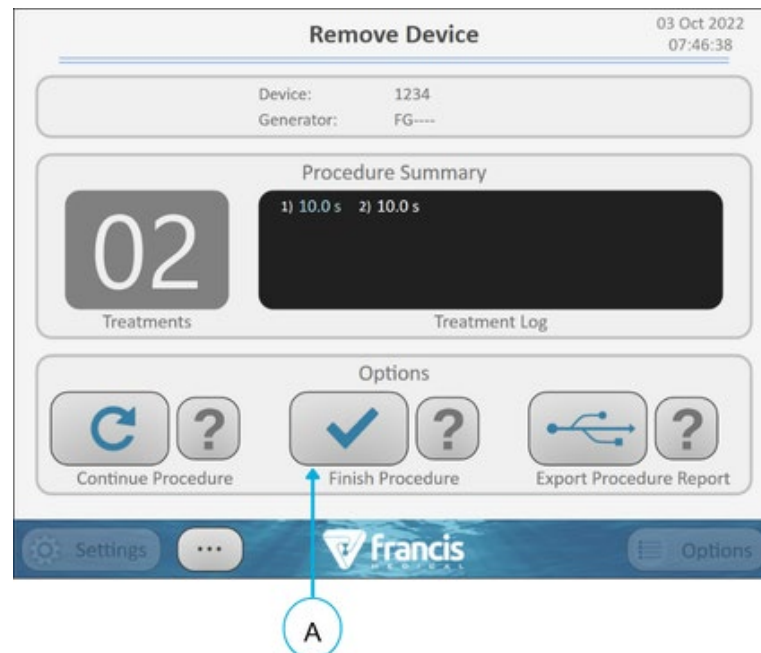 Remove Device
03 Oct 2022
07:46:38
Device: 1234
Generator: FG----
Procedure Summary
02
1) 10.0 s 2) 10.0 s
Treatments
Treatment Log
Options
? ? ?
Continue Procedure
Finish Procedure
Export Procedure Report
Settings
...
francis
MEDICAL
Options
A